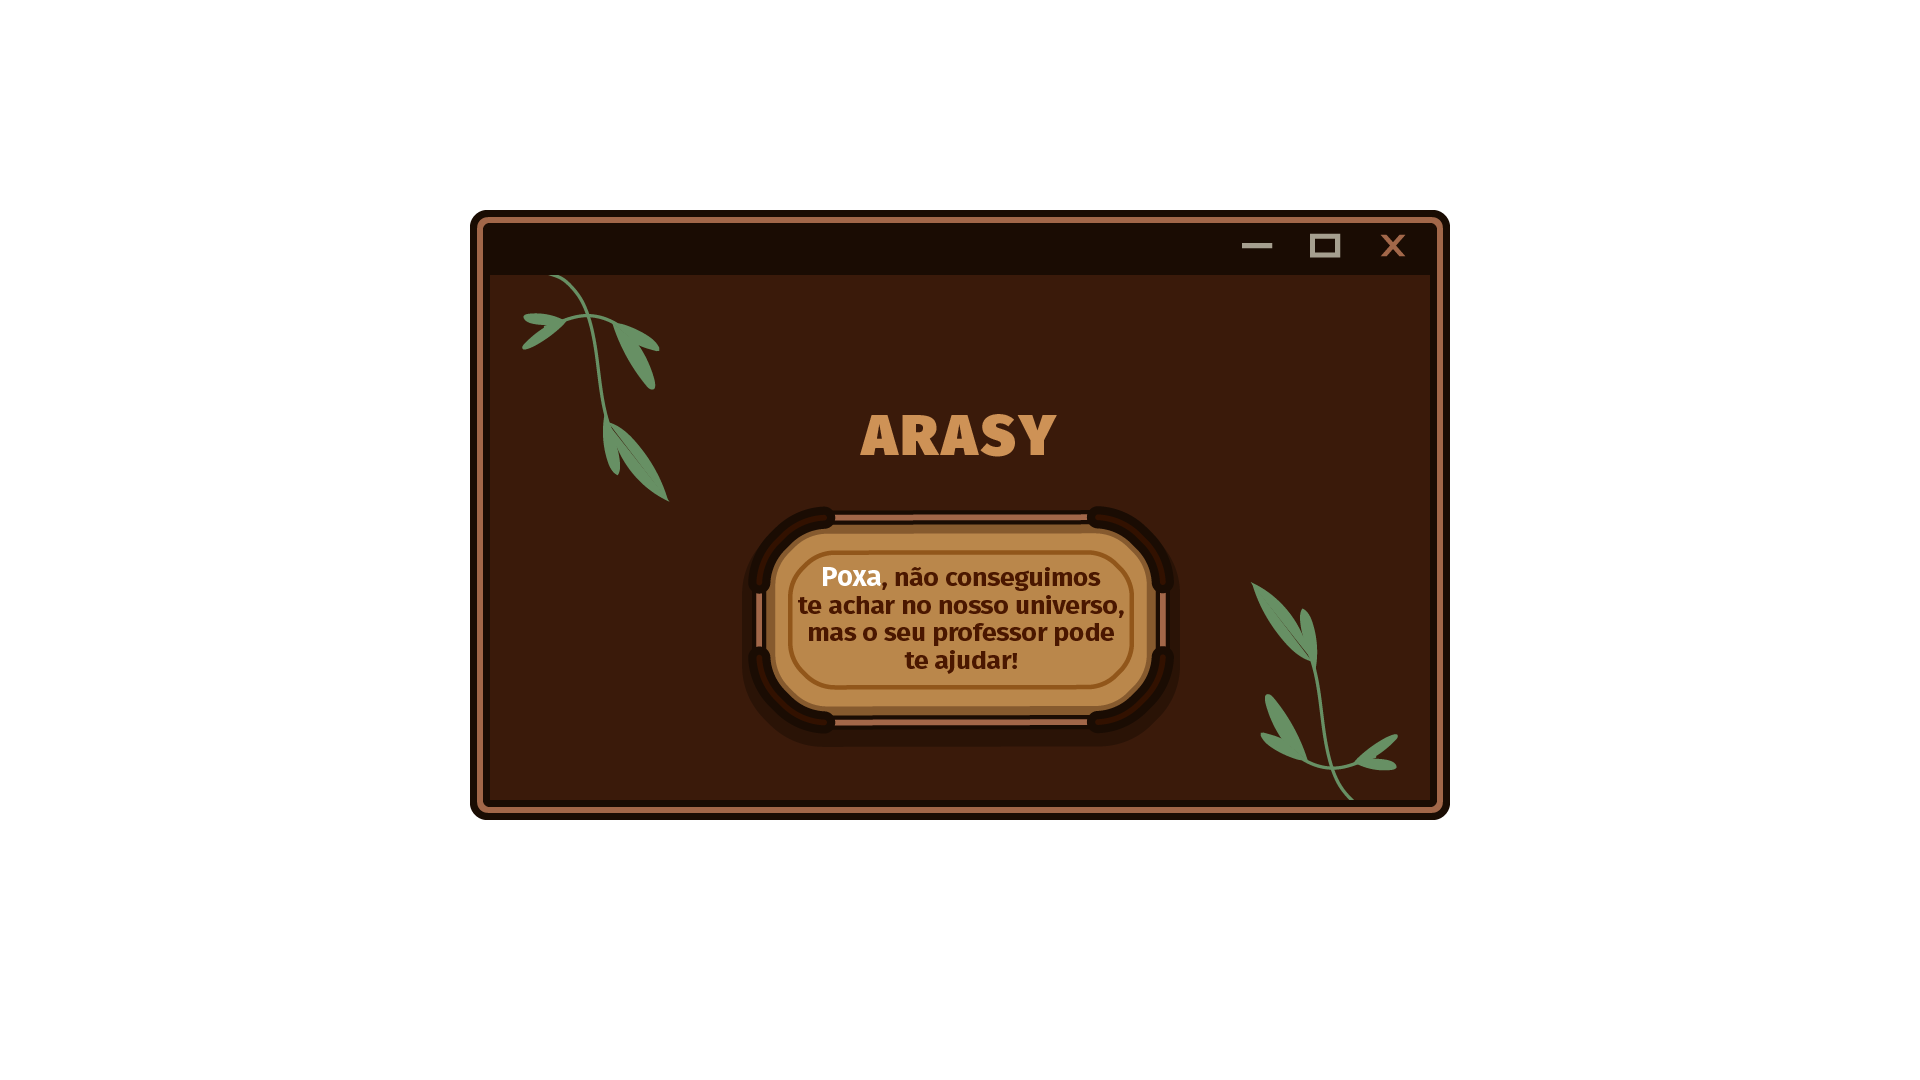 ARASY
Poxa, não conseguimos
te achar no nosso universo,
mas o seu professor pode
te ajudar!